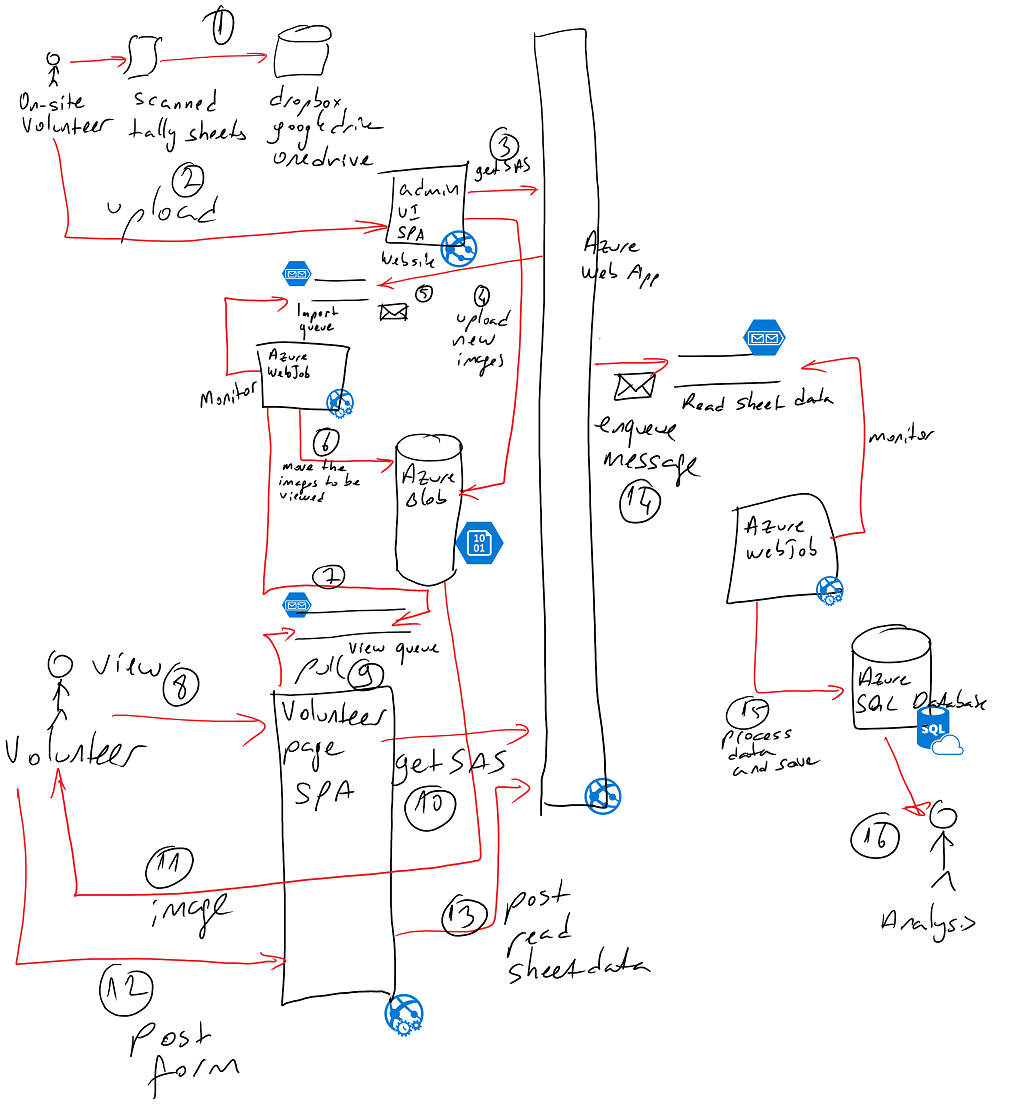 1
On-site
Volunteer
scanned
tally sheets
dropbox,
google drive
onedrive
2
upload
admin
UI
SPA
Website
3
get SAS
Azure
Web App
Import
queue
5
4
upload
new
images
Azure
WebJob
Monitor
6
move the
images to be
viewed
Azure
Blob
10
01
7
View queue
enqueue
message
14
Read sheet data
monitor
Azure
WebJob
15
process
data
and save
Azure
SQL Database
SQL
16
Analysis
View
8
Volunteer
pull
9
Volunteer
page
SPA
get SAS
10
11
image
12
post
form
13
post
read
sheet data